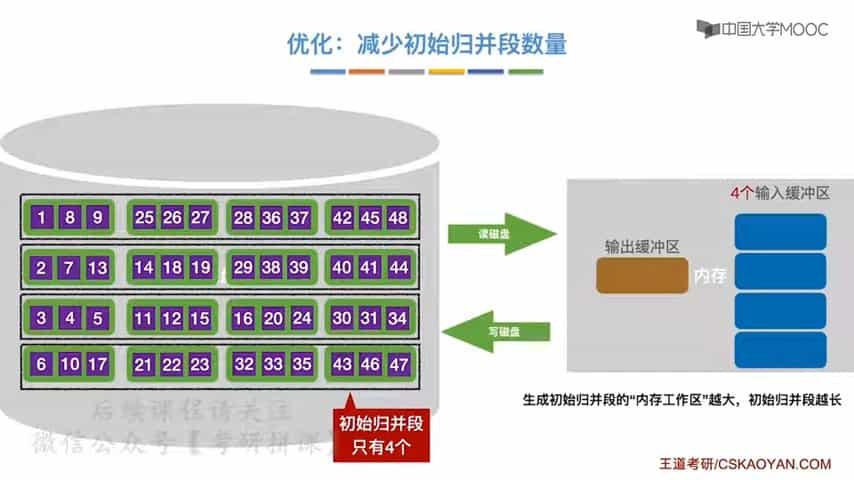 优化：减少初始归并段数量
中国大学MOOC
1 8 9 25 26 27 28 36 37 42 45 48
2 7 13 14 18 19 29 38 39 40 41 44
3 4 5 11 12 15 16 20 24 30 31 34
6 10 17 21 22 23 32 33 35 43 46 47
初始归并段
只有4个
后续课程请关注
微信公众号【考研拼课】
读磁盘
写磁盘
4个输入缓冲区
输出缓冲区
内存
生成初始归并段的“内存工作区”越大，初始归并段越长
王道考研/CSKAOYAN.COM